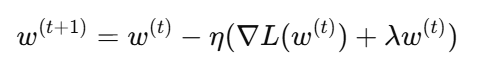 w^{(t+1)} = w^{(t)} − η(∇L(w^{(t)}) + λw^{(t)})